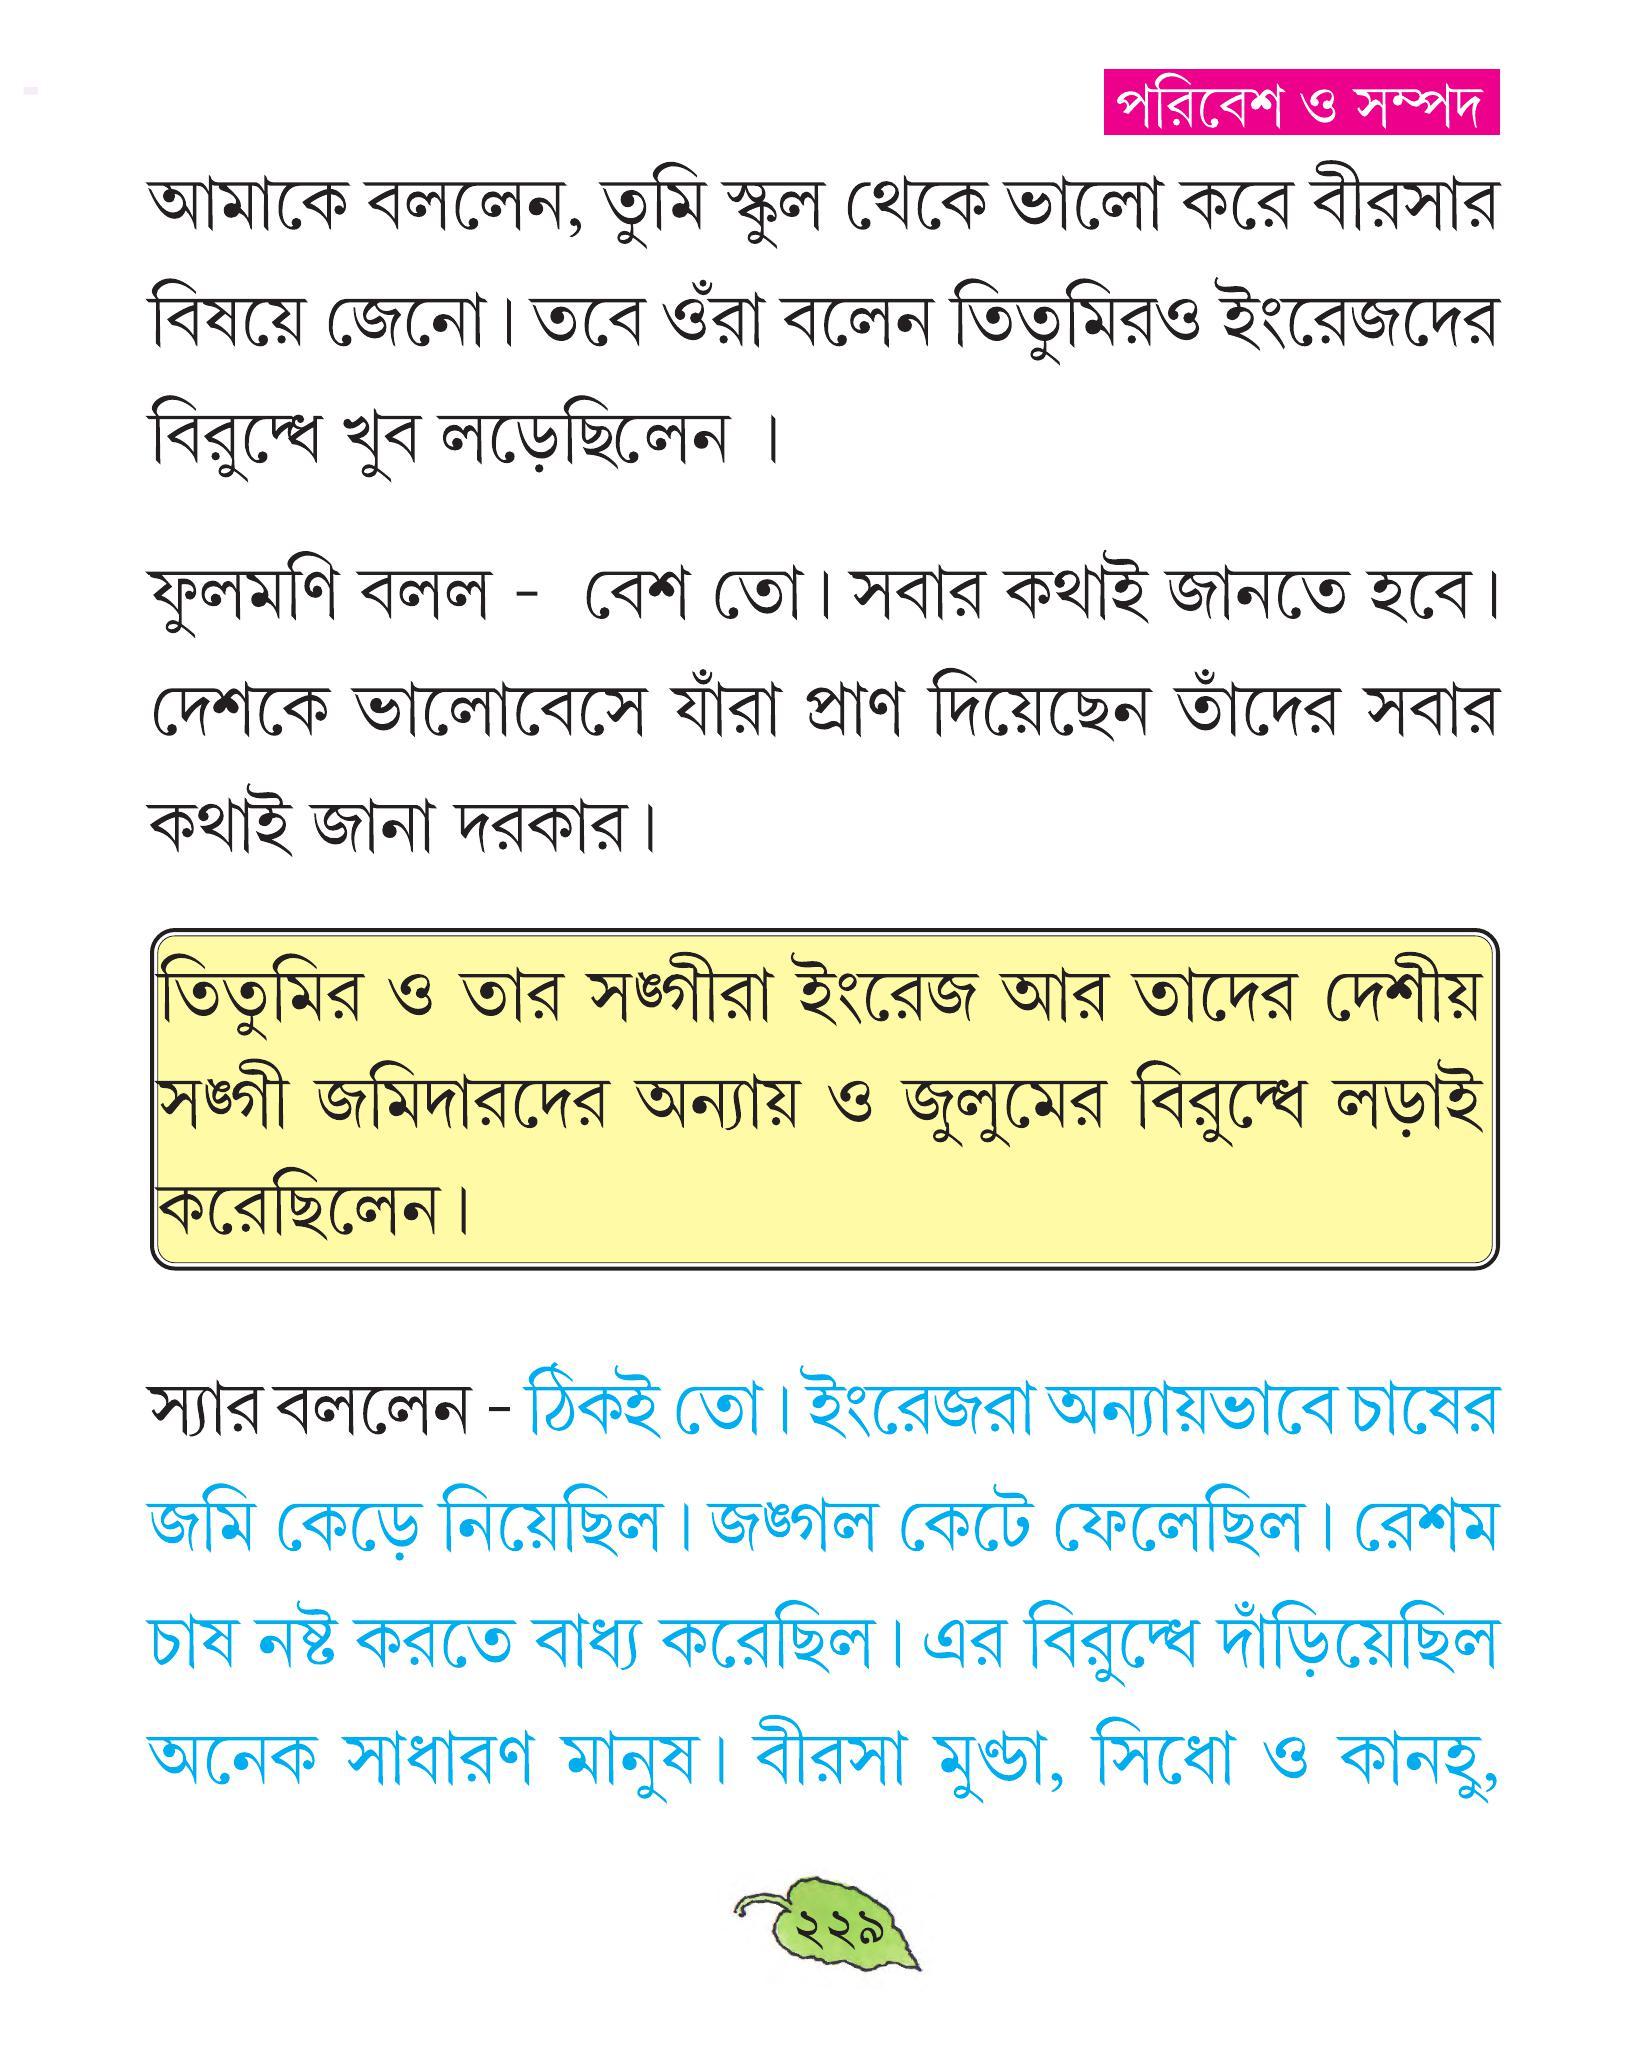 পরিবেশ ও সম্পদ
আমাকে বললেন, তুমি স্কুল থেকে ভালো করে বীরসার
বিষয়ে জেনো। তবে ওঁরা বলেন তিতুমিরও ইংরেজদের
বিরুদ্ধে খুব লড়েছিলেন ।
ফুলমণি বলল - বেশ তো। সবার কথাই জানতে হবে।
দেশকে ভালোবেসে যাঁরা প্রাণ দিয়েছেন তাঁদের সবার
কথাই জানা দরকার।
তিতুমির ও তার সঙ্গীরা ইংরেজ আর তাদের দেশীয়
সঙ্গী জমিদারদের অন্যায় ও জুলুমের বিরুদ্ধে লড়াই
করেছিলেন।
স্যার বললেন - ঠিকই তো। ইংরেজরা অন্যায়ভাবে চাষের
জমি কেড়ে নিয়েছিল। জঙ্গল কেটে ফেলেছিল। রেশম
চাষ নষ্ট করতে বাধ্য করেছিল। এর বিরুদ্ধে দাঁড়িয়েছিল
অনেক সাধারণ মানুষ। বীরসা মুণ্ডা, সিধো ও কানহু,
২২৯